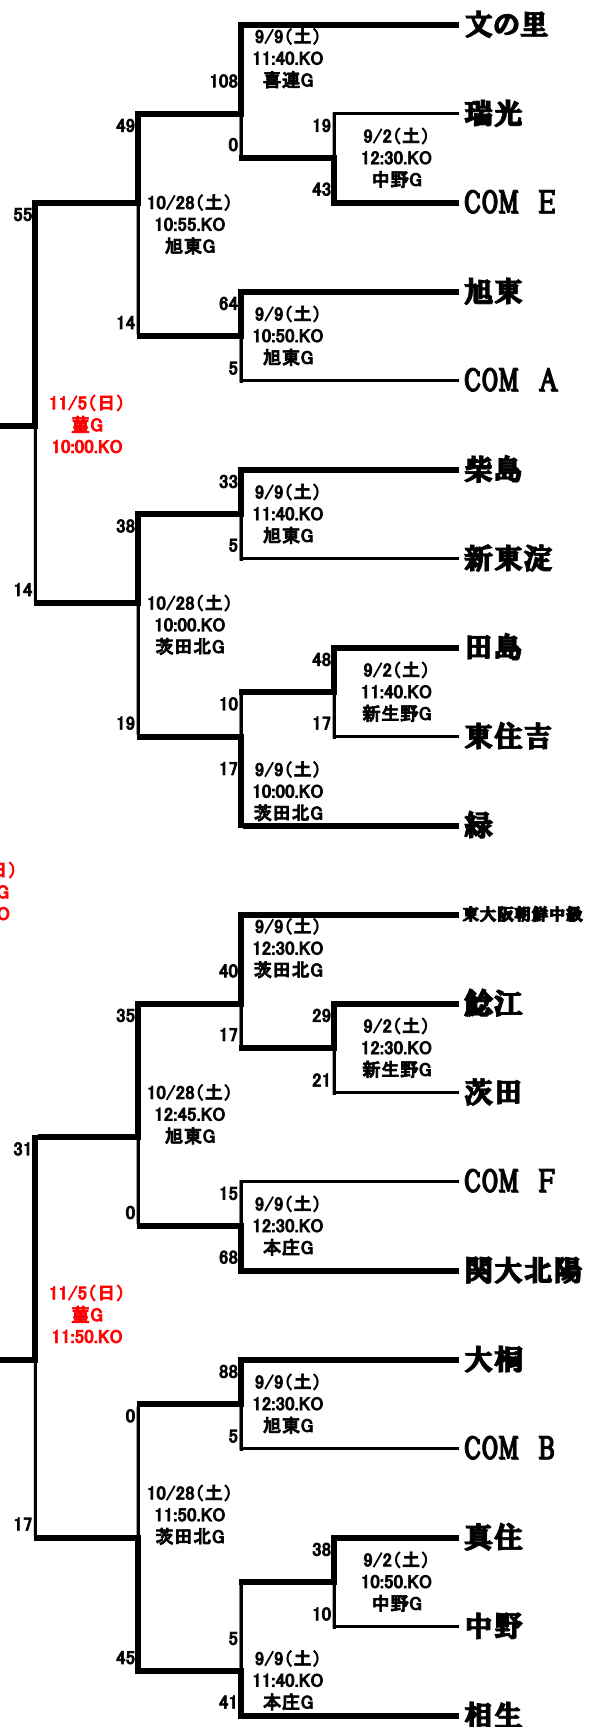 文の里
9/9(土)
11:40.KO
喜連G
108
0
瑞光
19
9/2(土)
12:30.KO
中野G
43
COM E
49
10/28(土)
10:55.KO
旭東G
14
55
旭東
64
9/9(土)
10:50.KO
旭東G
5
COM A
11/5(日)
菫G
10:00.KO
柴島
33
9/9(土)
11:40.KO
旭東G
5
新東淀
38
14
10/28(土)
10:00.KO
茨田北G
19
田島
48
9/2(土)
11:40.KO
新生野G
17
東住吉
10
17
9/9(土)
10:00.KO
茨田北G
緑
日)
G
O
東大阪朝鮮中級
9/9(土)
12:30.KO
茨田北G
40
17
鯰江
29
9/2(土)
12:30.KO
新生野G
21
茨田
35
10/28(土)
12:45.KO
旭東G
0
31
COM F
15
9/9(土)
12:30.KO
本庄G
68
関大北陽
11/5(日)
菫G
11:50.KO
大桐
88
9/9(土)
12:30.KO
旭東G
5
COM B
0
10/28(土)
11:50.KO
茨田北G
17
45
真住
38
9/2(土)
10:50.KO
中野G
10
中野
5
9/9(土)
11:40.KO
本庄G
41
相生